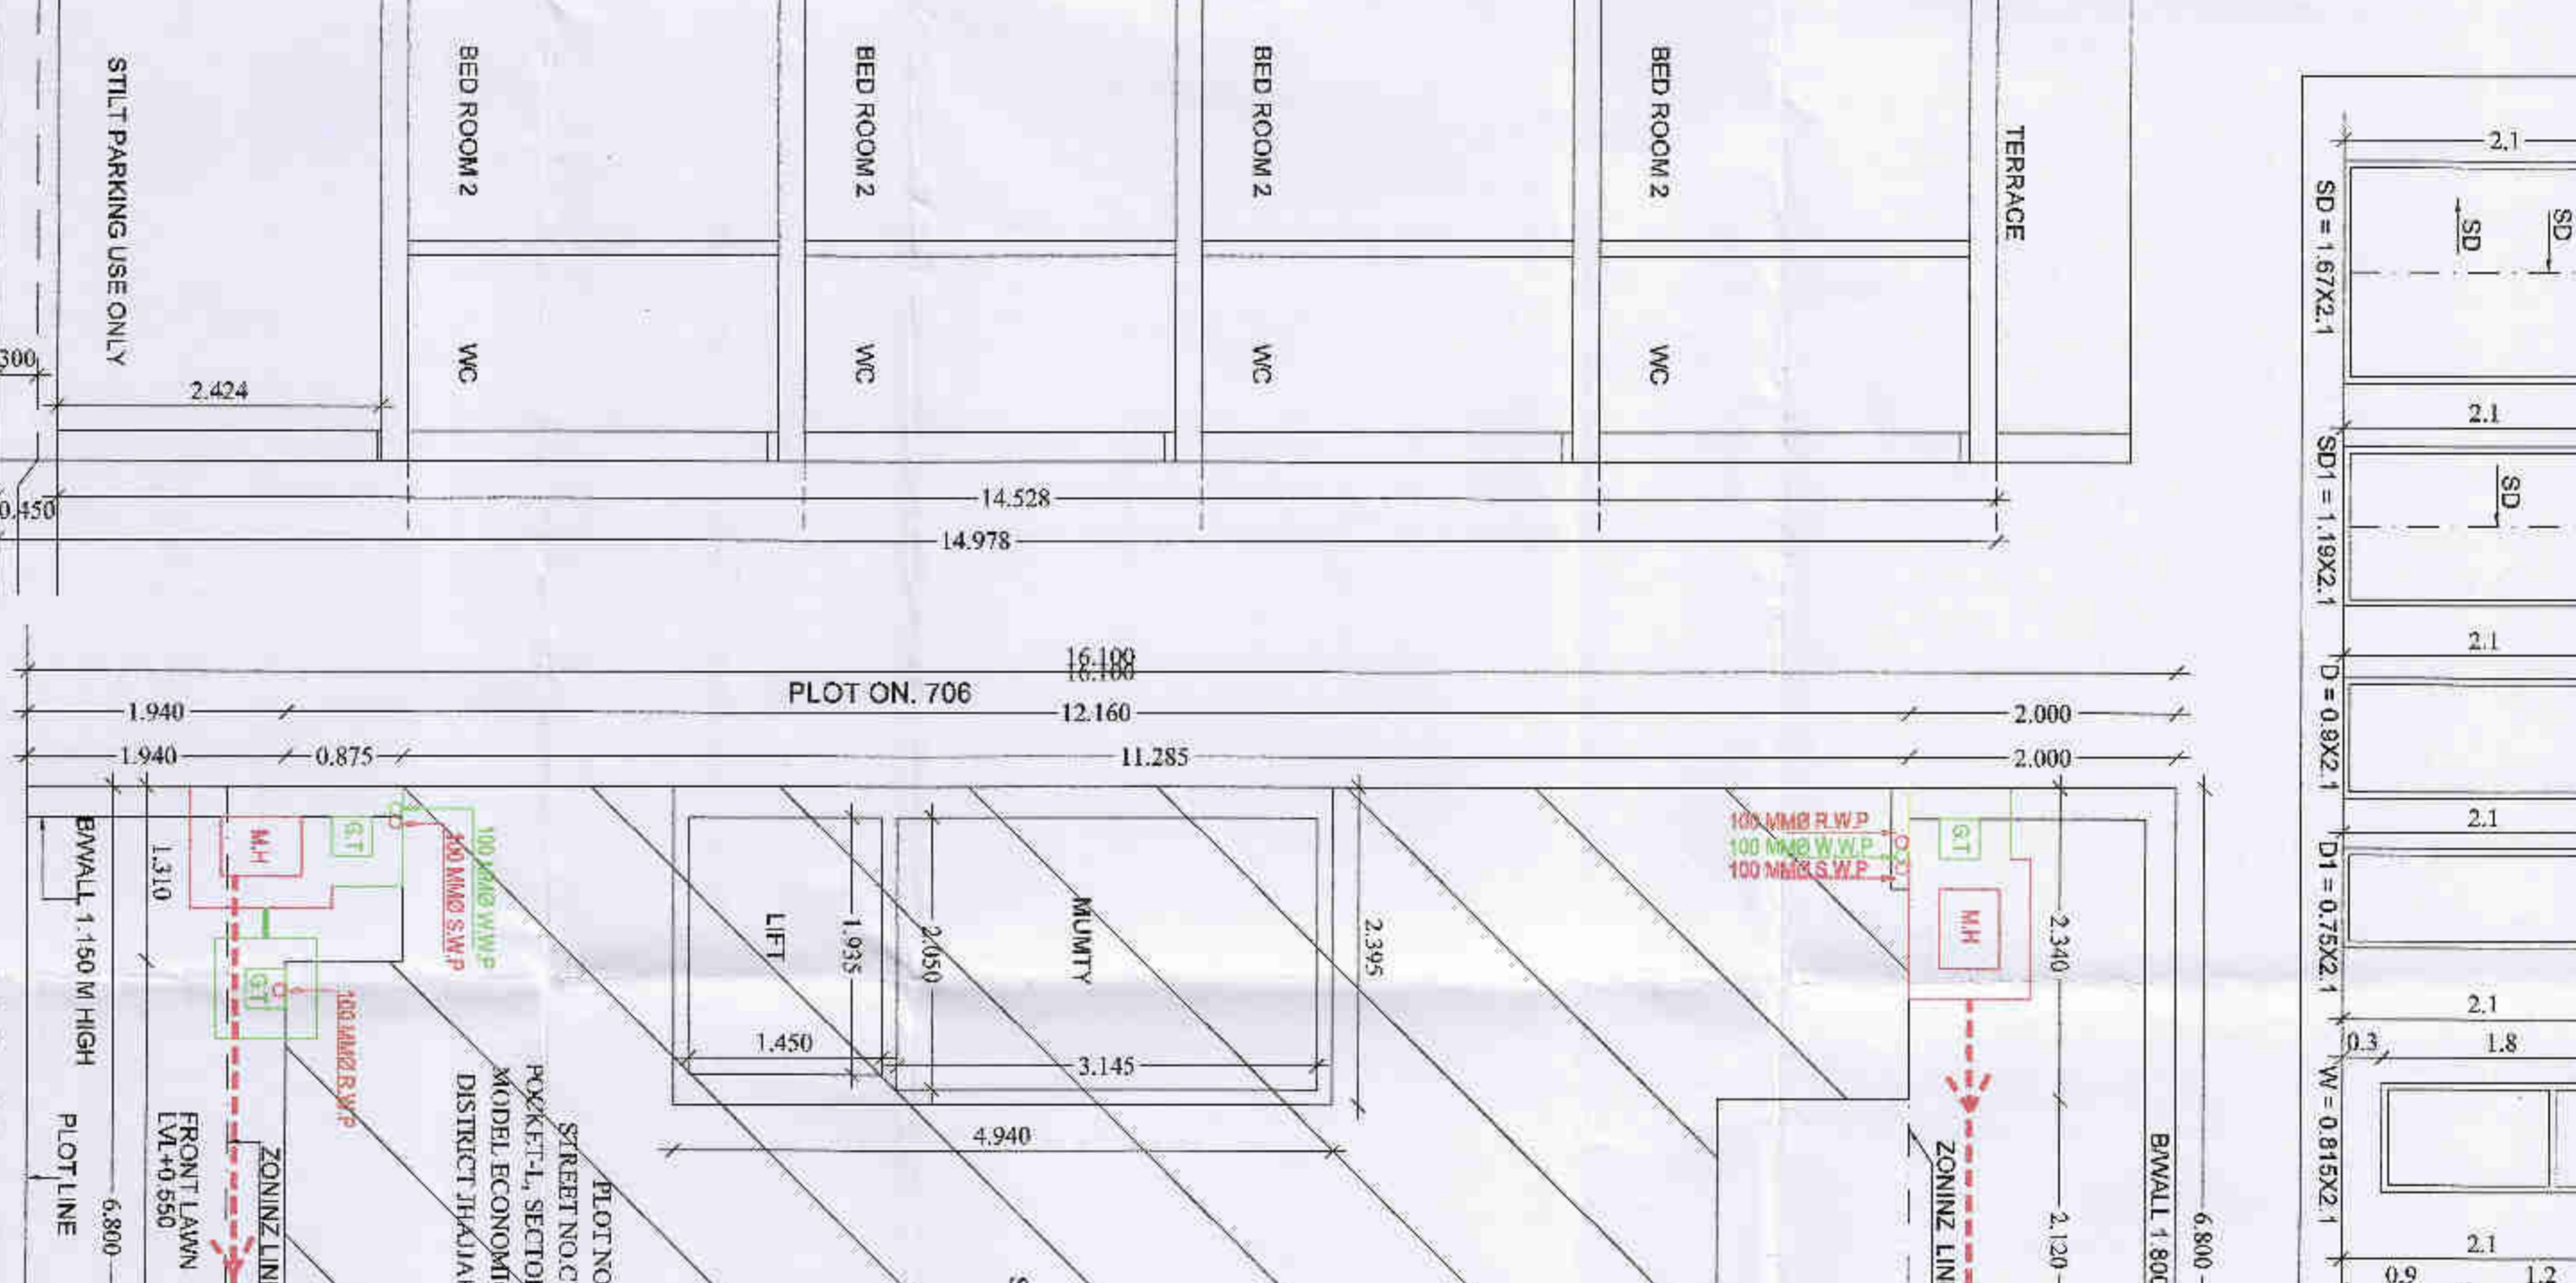 STILT PARKING USE ONLY
BED ROOM 2
BED ROOM 2
BED ROOM 2
BED ROOM 2
TERRACE
WC
WC
WC
WC
300
2.424
0.450
14.528
14.978
16.100
16.100
PLOT ON. 706
1.940
12.160
2.000
1.940
0.875
11.285
2.000
B/WALL 1.150 M HIGH
PLOT LINE
6.800
1.310
FRONT LAWN
LVL+0.550
ZONINZ LIN
M.H
G.T
100 MMØ W.W.P
100 MMØ S.W.P
G.T
100 MMØ R.W.P
PLOT NO
STREET NO.C
POCKET-L, SECTO
MODEL ECONOMI
DISTRICT JHAJJA
LIFT
1.935
2.050
MUMTY
1.450
3.145
2.395
4.940
100 MMØ R.W.P
100 MMØ W.W.P
100 MMØ S.W.P
G.T
M.H
2.340
2.120
ZONINZ LIN
B/WALL 1.800
6.800
2.1
SD = 1.67X2.1
SD
SD
2.1
SD1 = 1.19X2.1
SD
2.1
D = 0.9X2.1
2.1
D1 = 0.75X2.1
2.1
0.3
1.8
W = 0.815X2.1
2.1
0.9
1.2